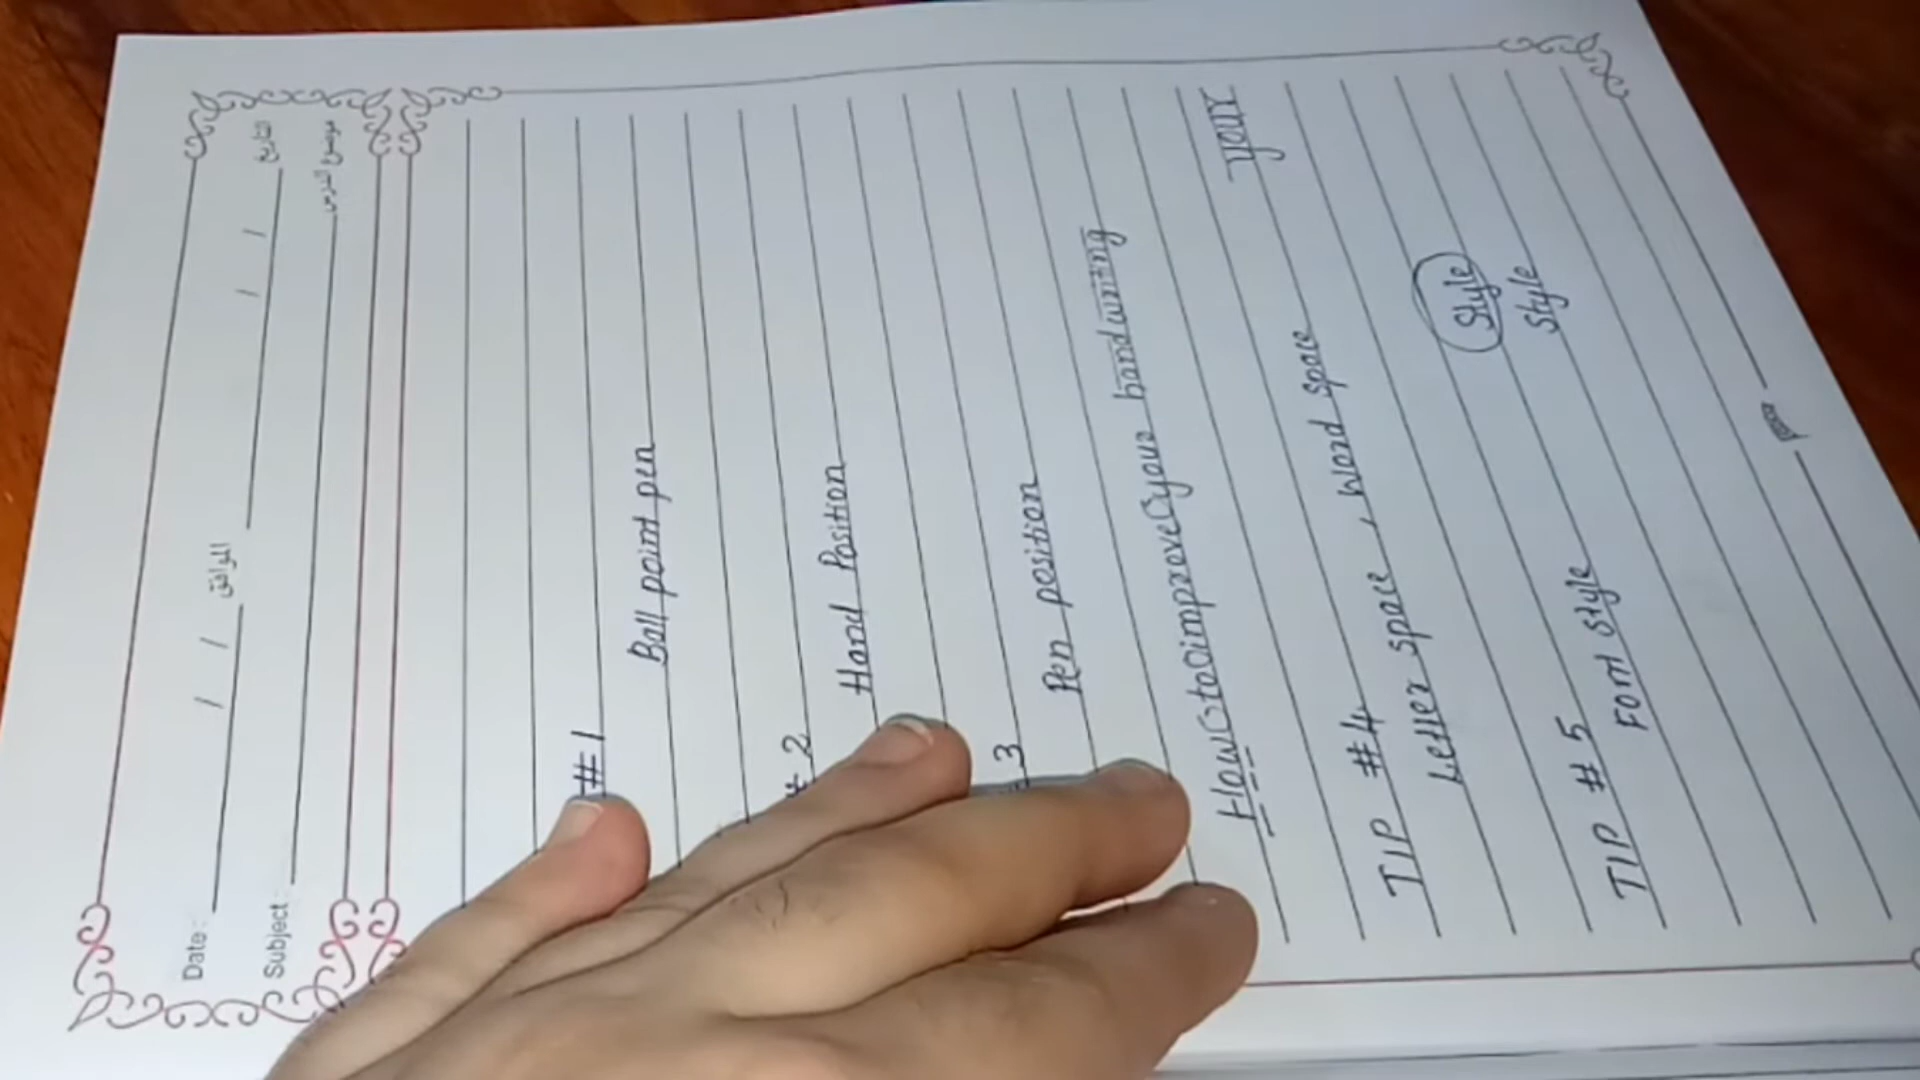 التاريخ / / الموافق / / Date:
موضوع الدرس Subject:
#1
Ball point pen
# 2
Hand Position
3
Pen position
How to improve your handwriting
your
TIP #4
Letter space, word space
Style
Style
TIP #5
Font style